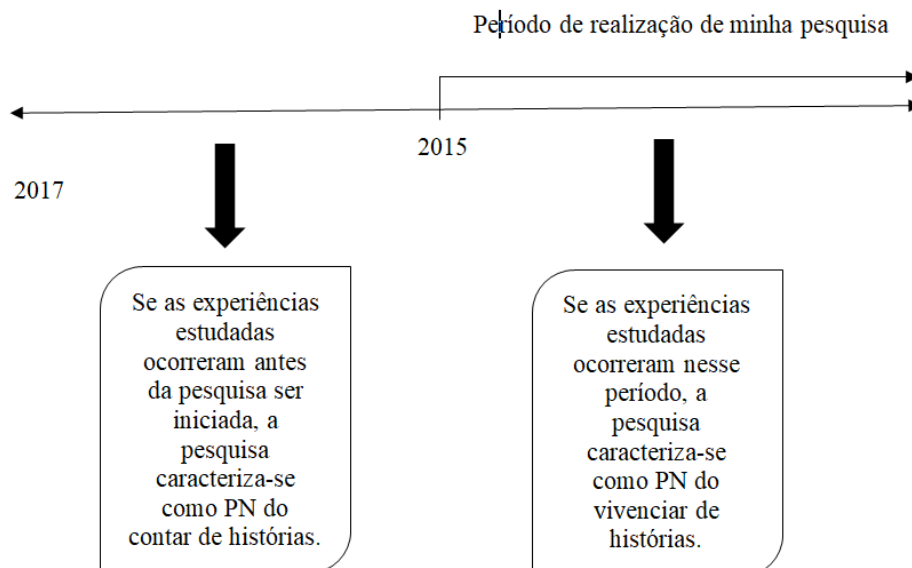 Período de realização de minha pesquisa
2015
2017
Se as experiências
estudadas
ocorreram antes
da pesquisa ser
iniciada, a
pesquisa
caracteriza-se
como PN do
contar de histórias.
Se as experiências
estudadas
ocorreram nesse
período, a
pesquisa
caracteriza-se
como PN do
vivenciar de
histórias.